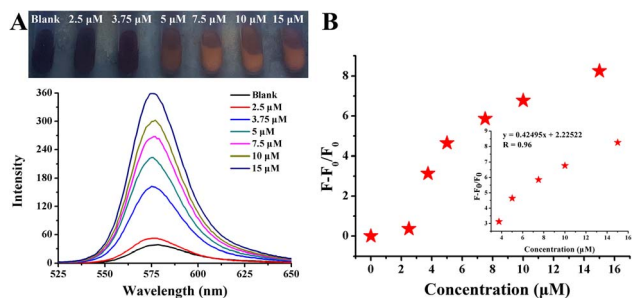 A
Blank 2.5 µM 3.75 µM 5 µM 7.5 µM 10 µM 15 µM
360
300
240
180
120
60
0
Intensity
525 550 575 600 625 650
Wavelength (nm)
Blank
2.5 µM
3.75 µM
5 µM
7.5 µM
10 µM
15 µM
B
8
6
4
2
0
F-F0/F0
0 2 4 6 8 10 12 14 16
Concentration (µM)
y = 0.42495x + 2.22522
R = 0.96
9
8
7
6
5
4
3
F-F0/F0
4 6 8 10 12 14 16
Concentration (µM)